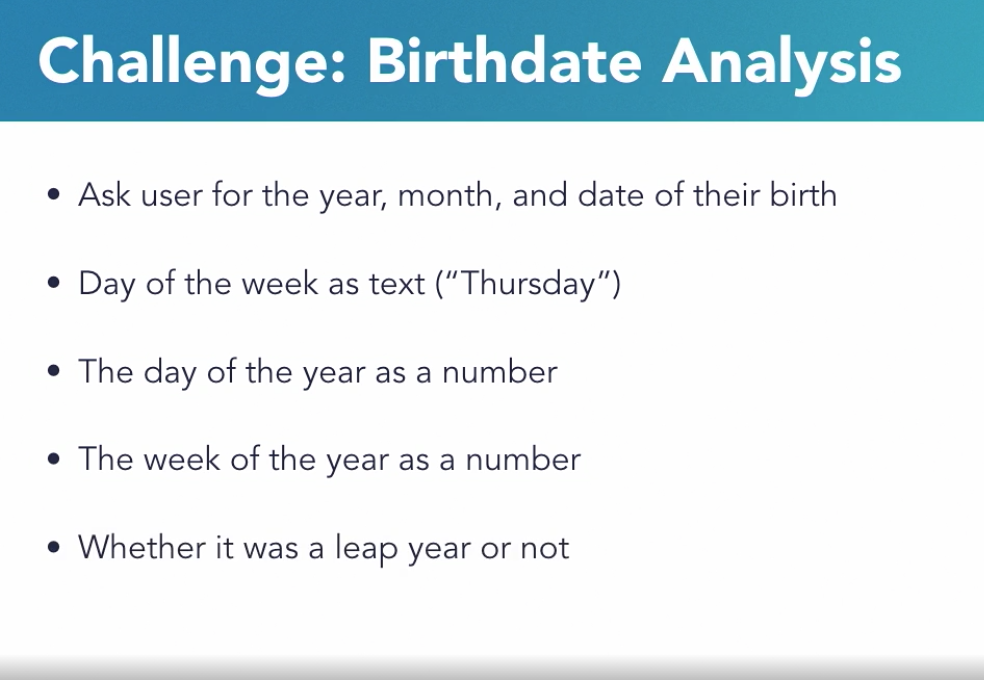 Challenge: Birthdate Analysis
• Ask user for the year, month, and date of their birth
• Day of the week as text (“Thursday”)
• The day of the year as a number
• The week of the year as a number
• Whether it was a leap year or not